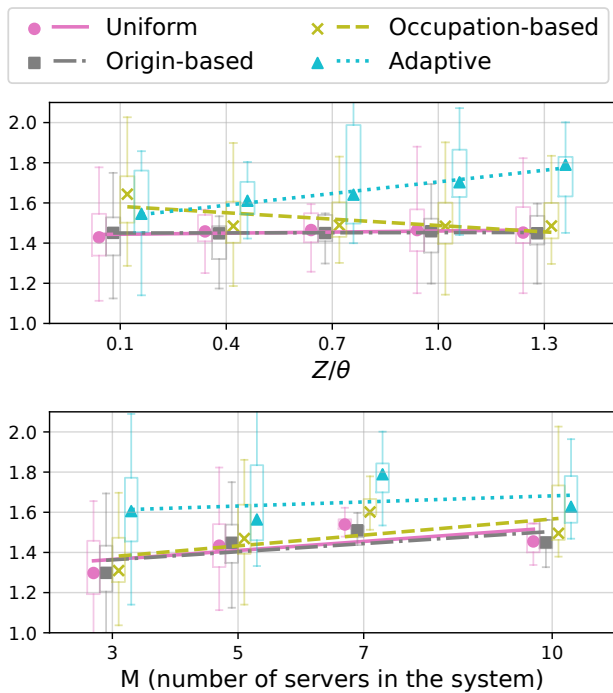 Uniform Occupation-based
Origin-based Adaptive
2.0
1.8
1.6
1.4
1.2
1.0
0.1 0.4 0.7 1.0 1.3
Z/θ
2.0
1.8
1.6
1.4
1.2
1.0
3 5 7 10
M (number of servers in the system)